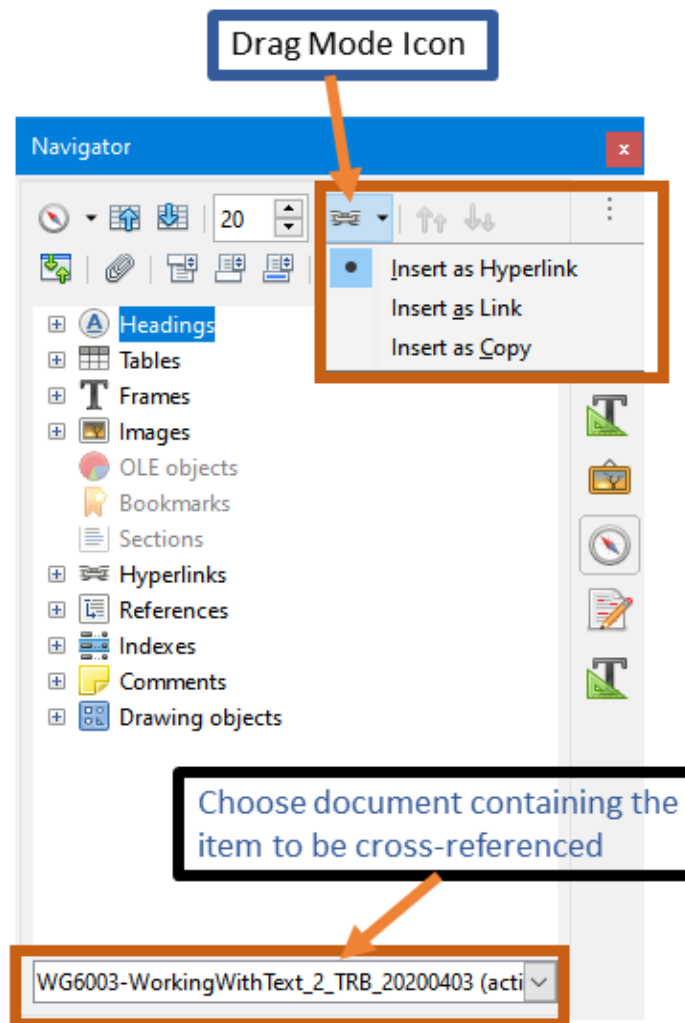 Drag Mode Icon
Navigator
20
Insert as Hyperlink
Insert as Link
Insert as Copy
Headings
Tables
Frames
Images
OLE objects
Bookmarks
Sections
Hyperlinks
References
Indexes
Comments
Drawing objects
Choose document containing the
item to be cross-referenced
WG6003-WorkingWithText_2_TRB_20200403 (acti